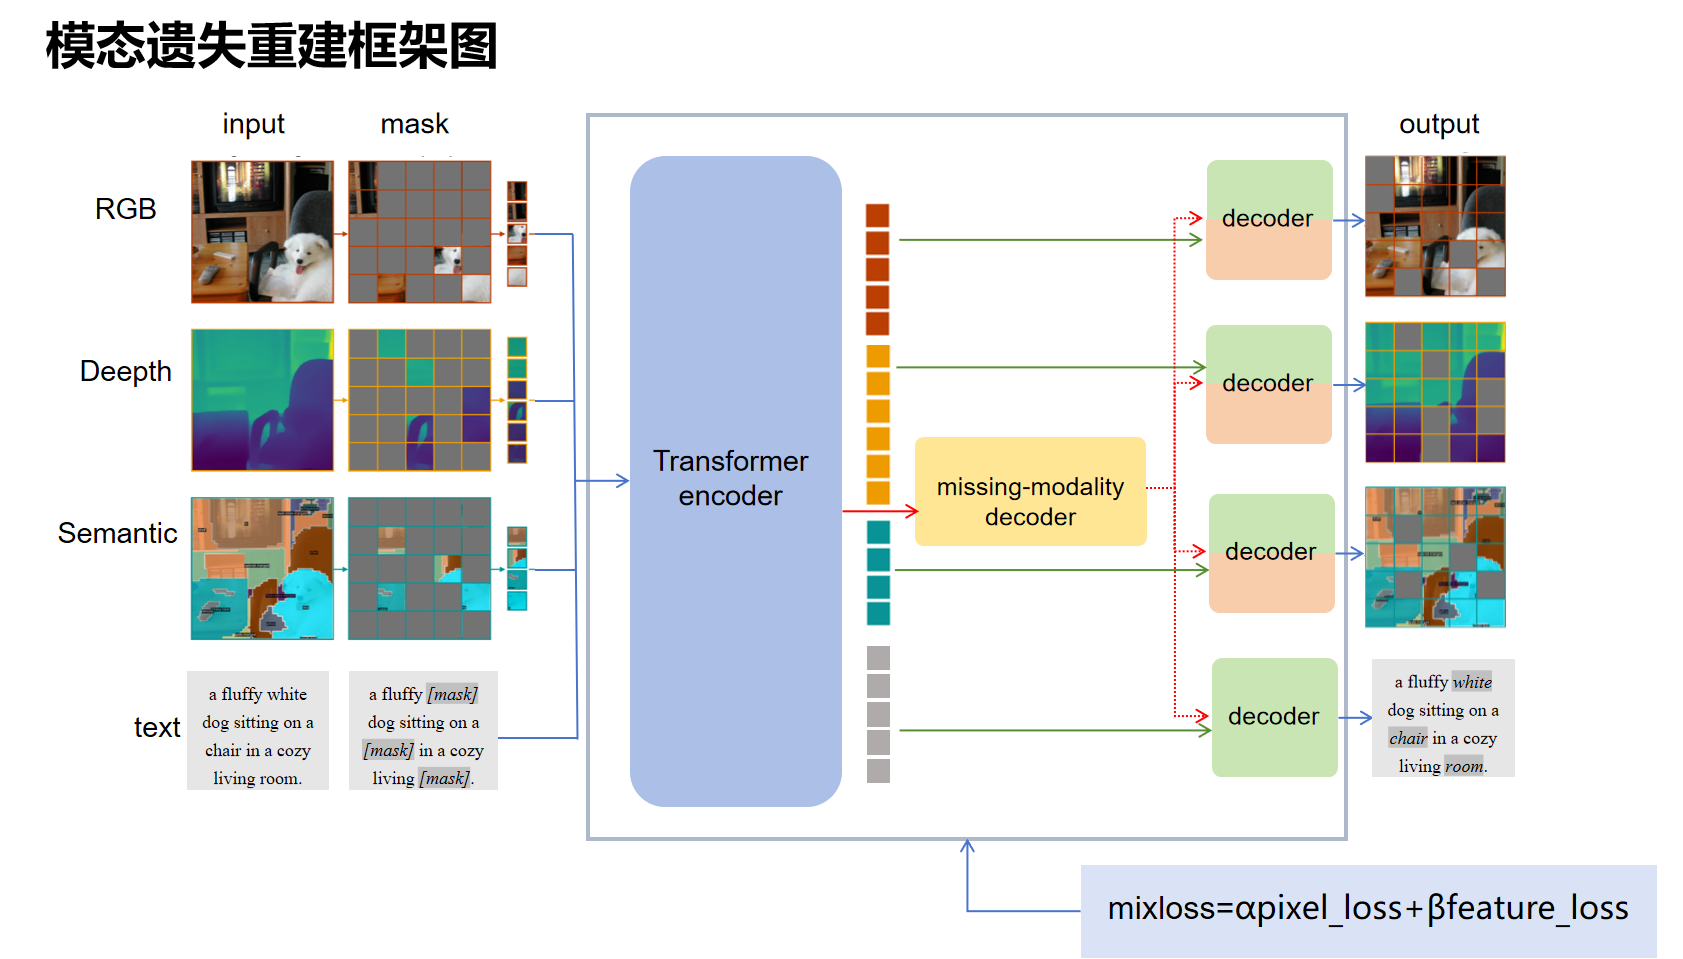 模态遗失重建框架图
input
mask
output
RGB
Deepth
Semantic
text
a fluffy white
dog sitting on a
chair in a cozy
living room.
a fluffy [mask]
dog sitting on a
[mask] in a cozy
living [mask].
Transformer
encoder
missing-modality
decoder
decoder
decoder
decoder
decoder
a fluffy white
dog sitting on a
chair in a cozy
living room.
mixloss=αpixel_loss+βfeature_loss